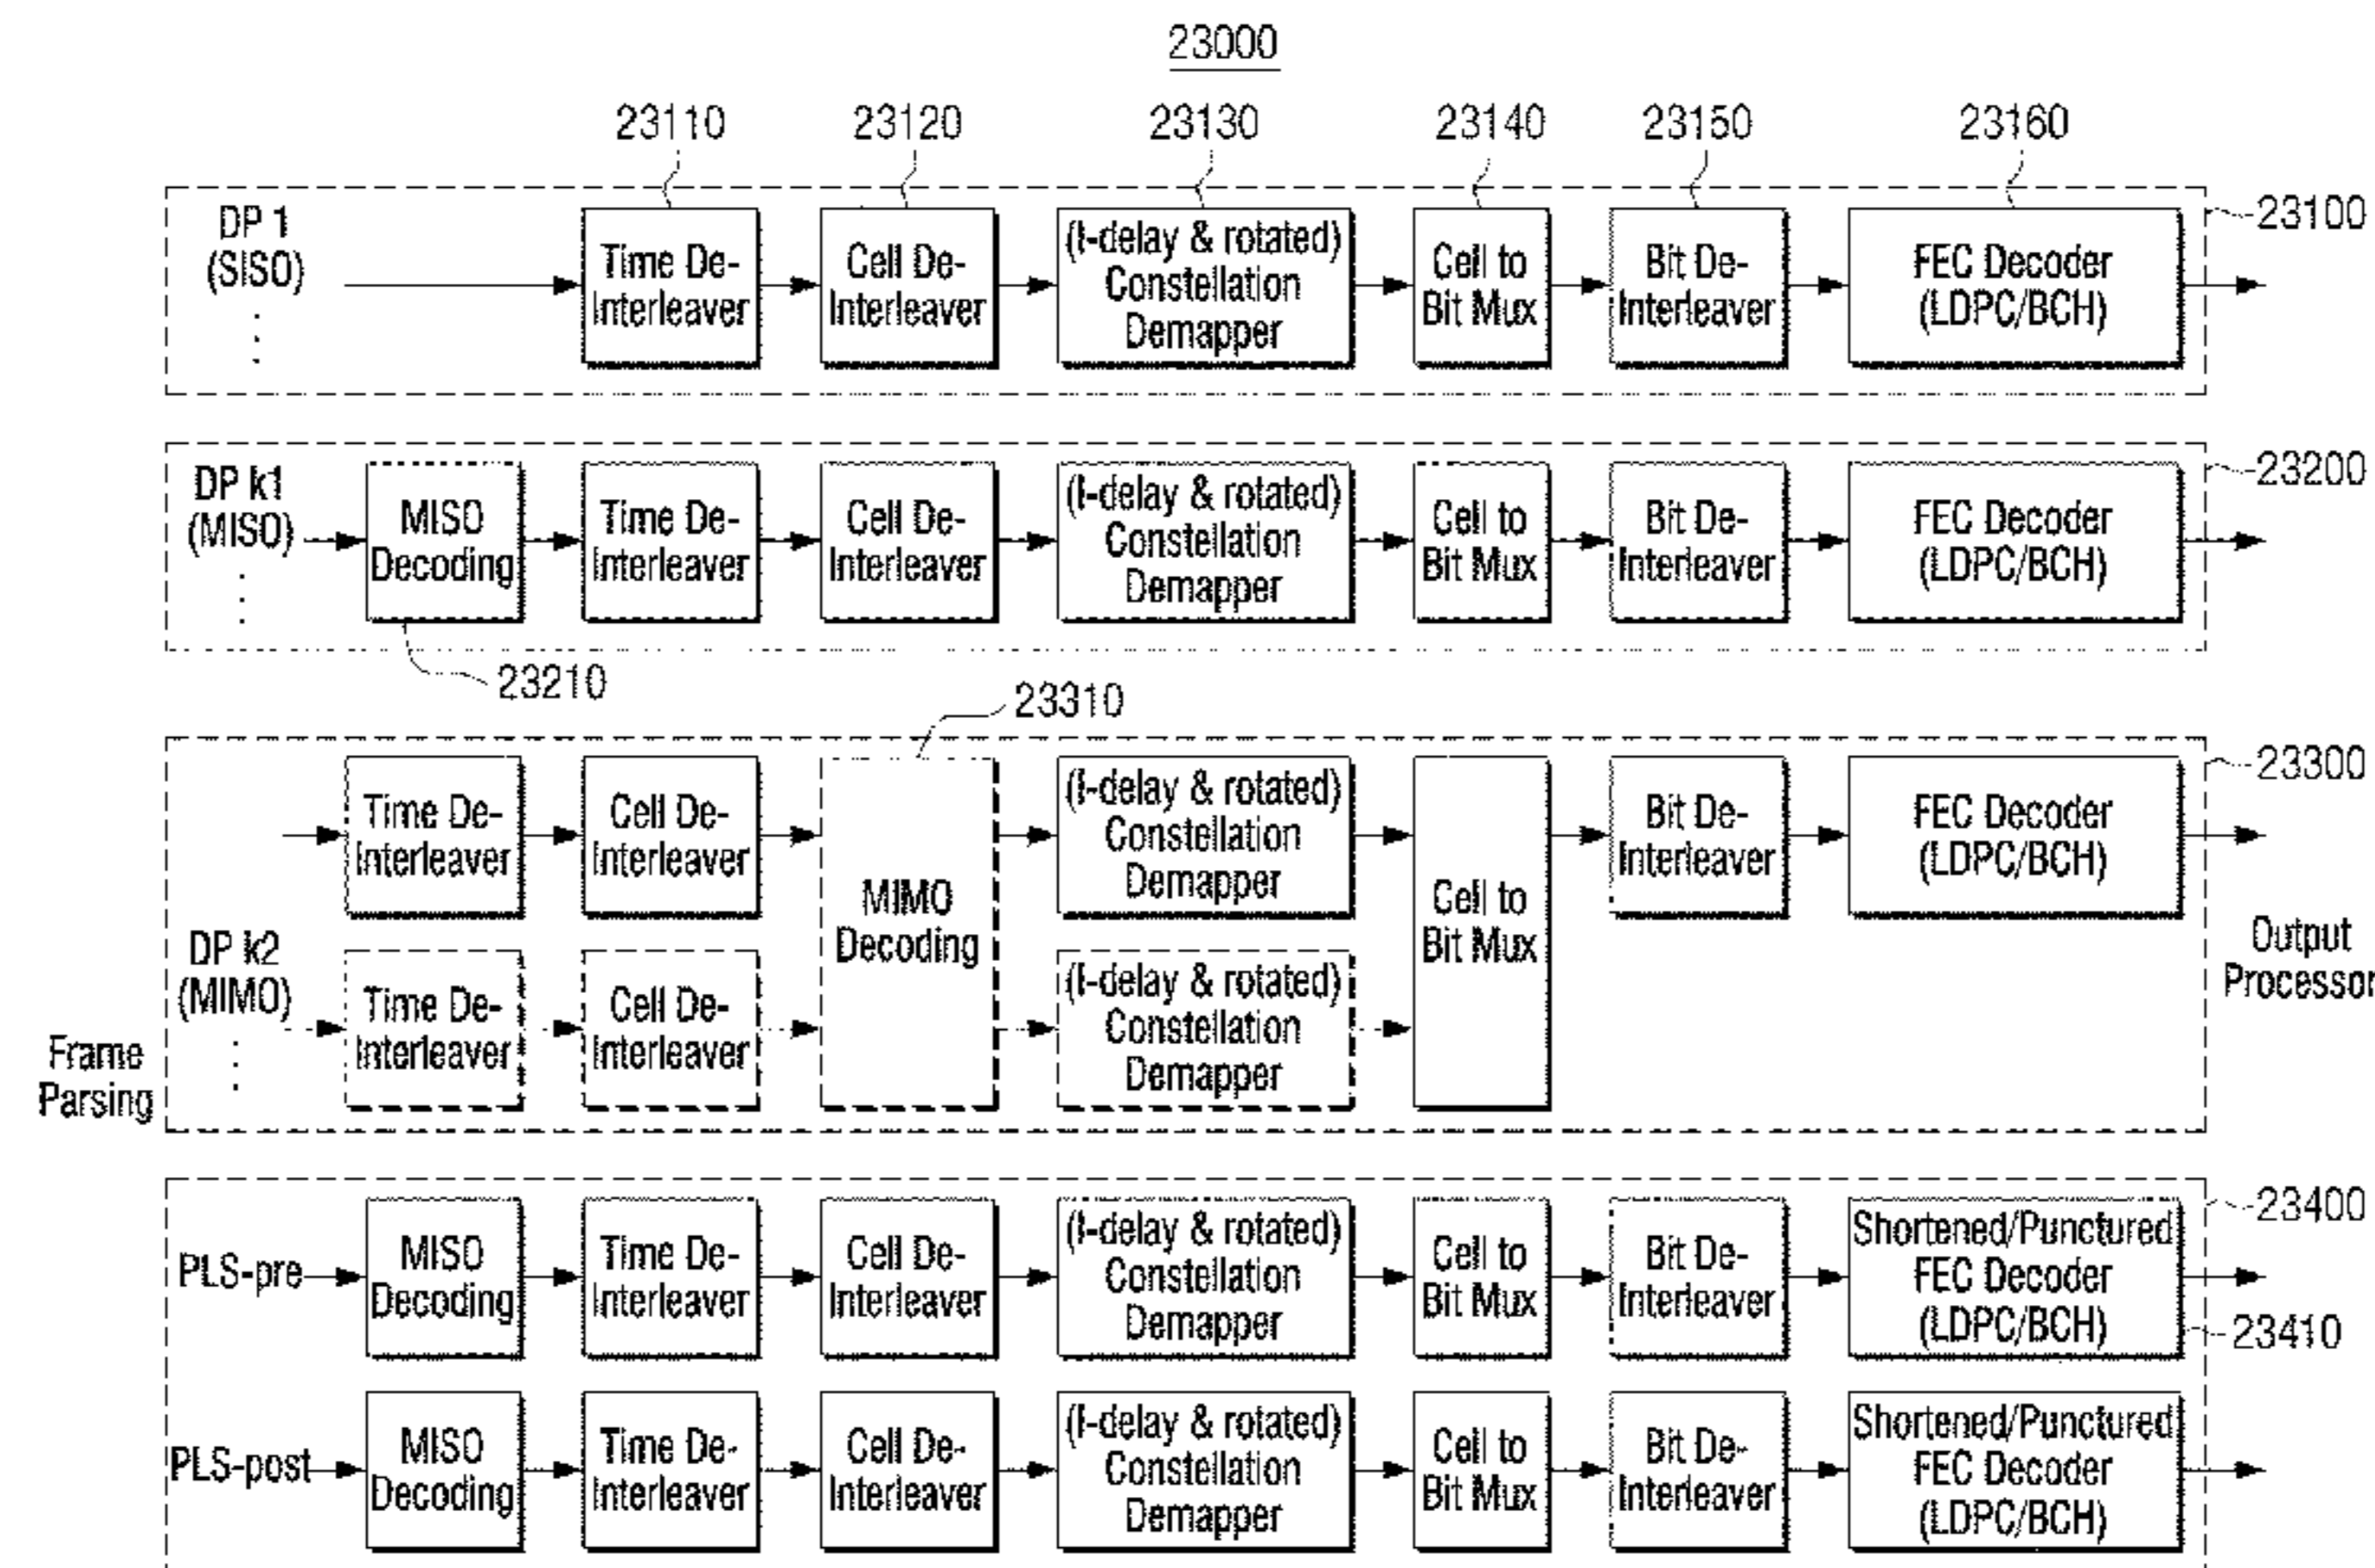 23000
23110 23120 23130 23140 23150 23160
DP 1
(SISO)
Time De-
Interleaver
Cell De-
Interleaver
(I-delay & rotated)
Constellation
Demapper
Cell to
Bit Mux
Bit De-
Interleaver
FEC Decoder
(LDPC/BCH)
23100
DP k1
(MISO)
MISO
Decoding
Time De-
Interleaver
Cell De-
Interleaver
(I-delay & rotated)
Constellation
Demapper
Cell to
Bit Mux
Bit De-
Interleaver
FEC Decoder
(LDPC/BCH)
23200
23210
23310
Frame
Parsing
DP k2
(MIMO)
Time De-
Interleaver
Cell De-
Interleaver
Time De-
Interleaver
Cell De-
Interleaver
MIMO
Decoding
(I-delay & rotated)
Constellation
Demapper
(I-delay & rotated)
Constellation
Demapper
Cell to
Bit Mux
Bit De-
Interleaver
FEC Decoder
(LDPC/BCH)
23300
Output
Processor
PLS-pre
MISO
Decoding
Time De-
Interleaver
Cell De-
Interleaver
(I-delay & rotated)
Constellation
Demapper
Cell to
Bit Mux
Bit De-
Interleaver
Shortened/Punctured
FEC Decoder
(LDPC/BCH)
23400
23410
PLS-post
MISO
Decoding
Time De-
Interleaver
Cell De-
Interleaver
(I-delay & rotated)
Constellation
Demapper
Cell to
Bit Mux
Bit De-
Interleaver
Shortened/Punctured
FEC Decoder
(LDPC/BCH)